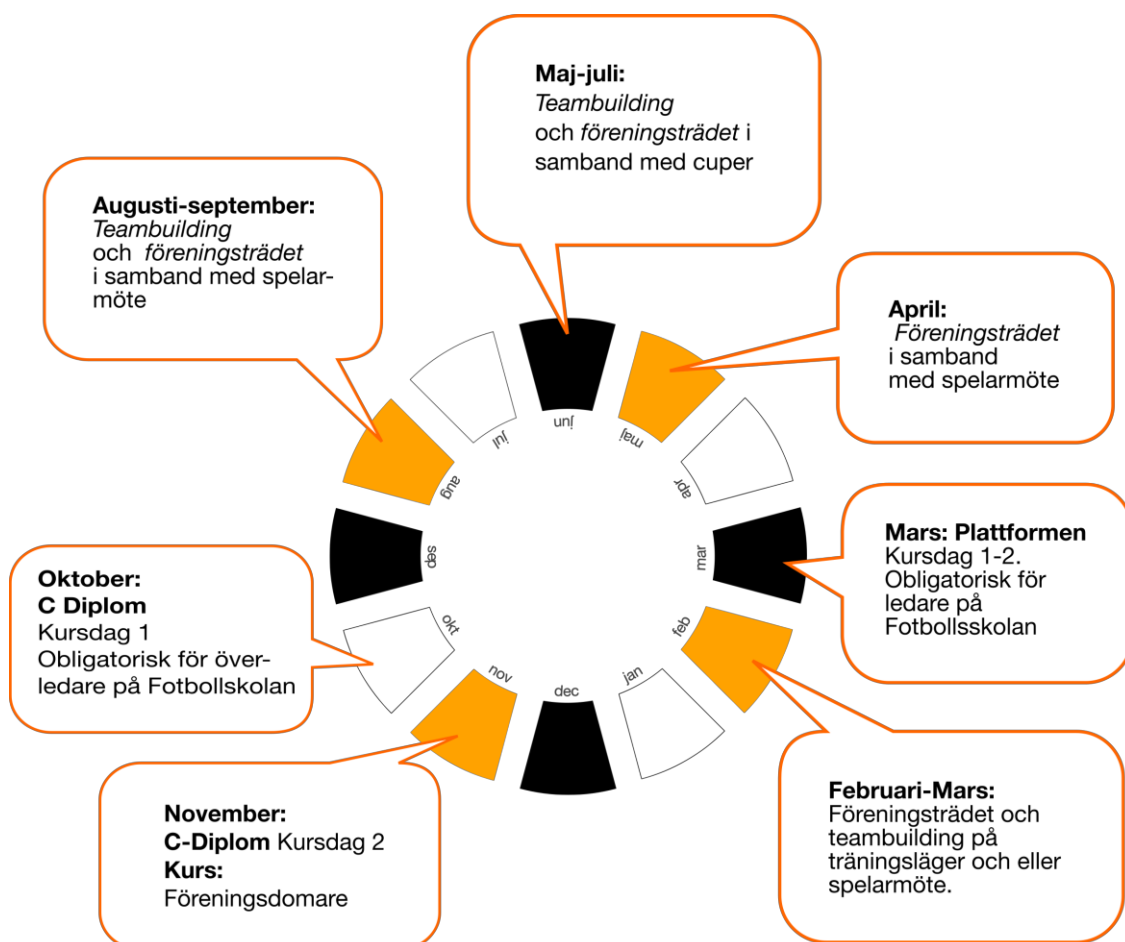 Maj-juli:
Teambuilding
och föreningsträdet i
samband med cuper
Augusti-september:
Teambuilding
och föreningsträdet
i samband med spelar-
möte
April:
Föreningsträdet
i samband
med spelarmöte
jun
maj
jul
apr
aug
Mars: Plattformen
Kursdag 1-2.
Obligatorisk för
ledare på
Fotbollsskolan
mar
sep
Oktober:
C Diplom
Kursdag 1
Obligatorisk för över-
ledare på Fotbollskolan
okt
feb
nov
dec
jan
November:
C-Diplom Kursdag 2
Kurs:
Föreningsdomare
Februari-Mars:
Föreningsträdet och
teambuilding på
träningsläger och eller
spelarmöte.